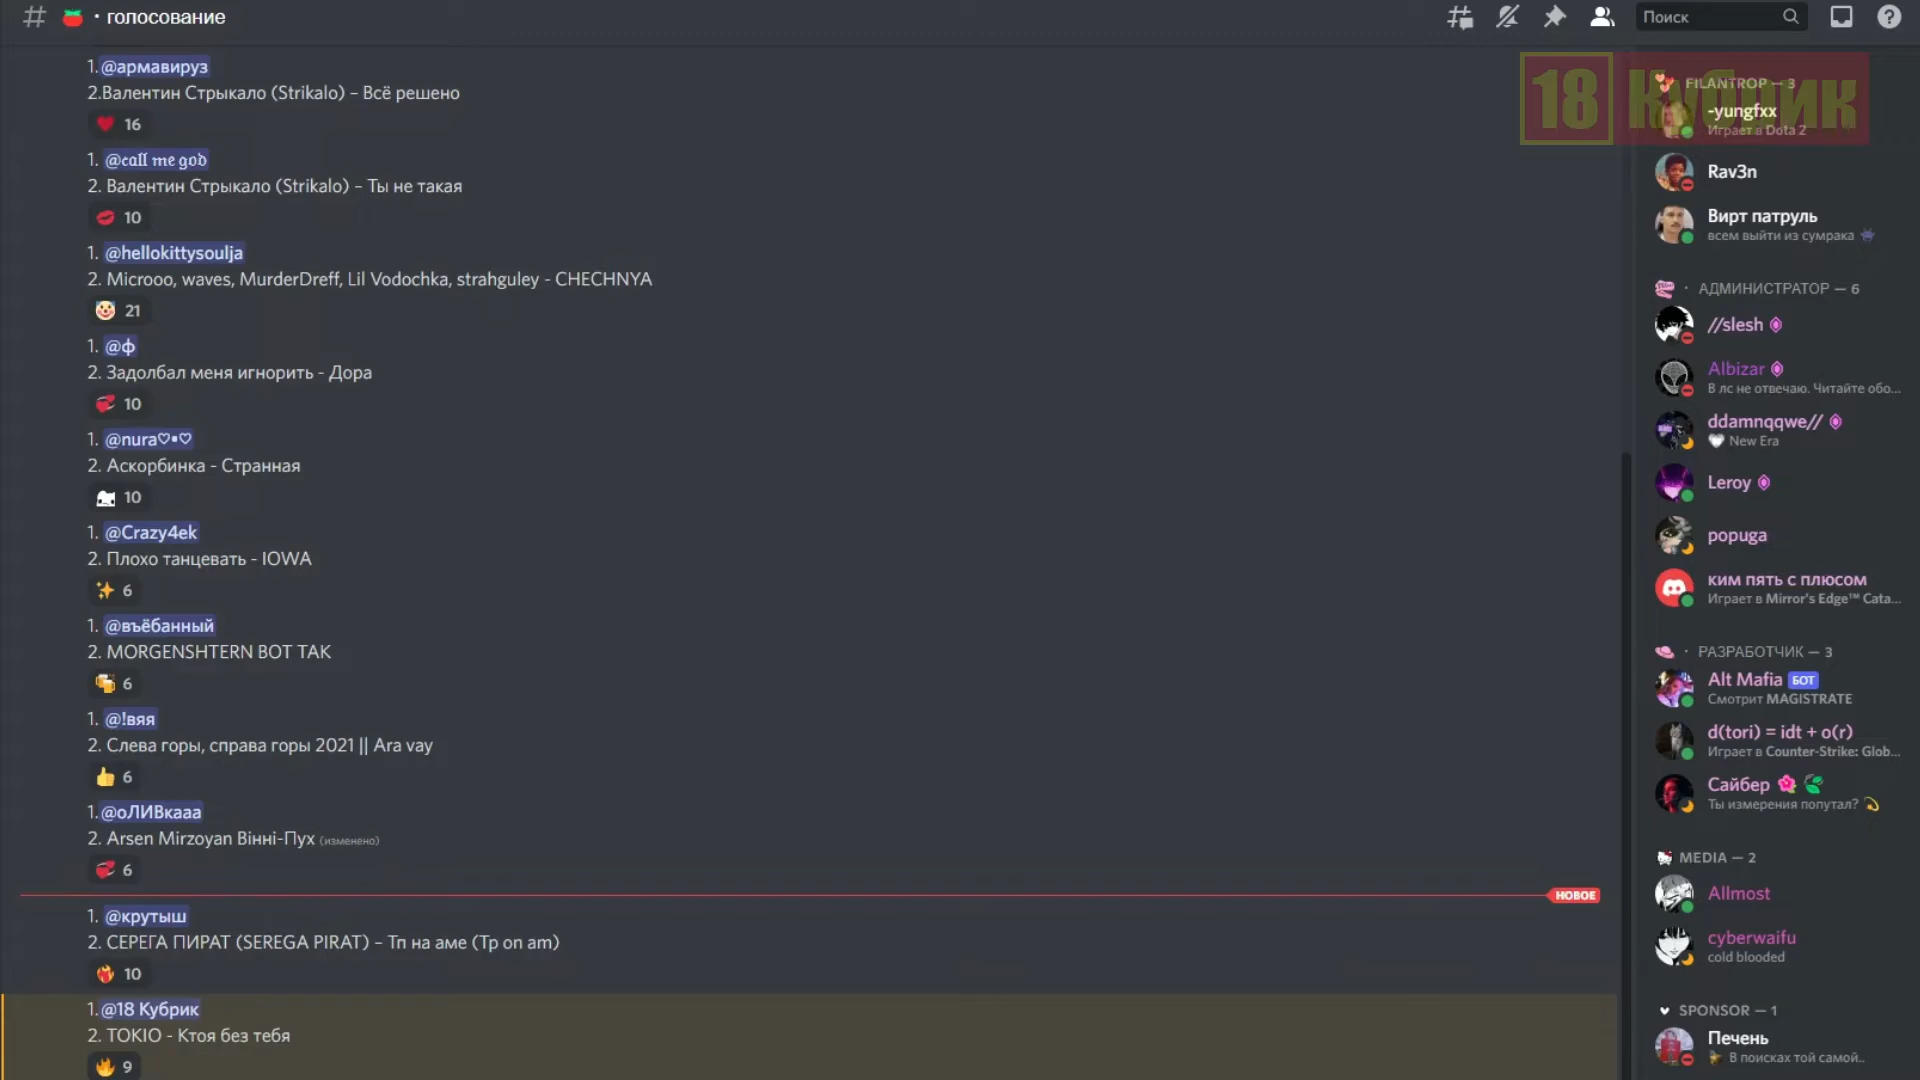 • голосование
Поиск
1.@армавируз
2.Валентин Стрыкало (Strikalo) – Всё решено
16
1. @𝔠𝔞𝔩𝔩 𝔪𝔢 𝔤𝔬𝔡
2. Валентин Стрыкало (Strikalo) – Ты не такая
10
1. @hellokittysoulja
2. Microoo, waves, MurderDreff, Lil Vodochka, strahguley - CHECHNYA
21
1. @ф
2. Задолбал меня игнорить - Дора
10
1. @nura♡•♡
2. Аскорбинка - Странная
10
1. @Crazy4ek
2. Плохо танцевать - IOWA
6
1. @въёбанный
2. MORGENSHTERN ВОТ ТАК
6
1. @!вяя
2. Слева горы, справа горы 2021 || Ara vay
6
1.@оЛИВкааа
2. Arsen Mirzoyan Вінні-Пух (изменено)
6
НОВОЕ
1. @крутыш
2. СЕРЕГА ПИРАТ (SEREGA PIRAT) – Тп на аме (Tp on am)
10
1.@18 Кубрик
2. TOKIO - Ктоя без тебя
9
18 Кубрик
FILANTROP — 3
-yungfxx
Играет в Dota 2
Rav3n
Вирт патруль
всем выйти из сумрака
· АДМИНИСТРАТОР — 6
//slesh
Albizar
В лс не отвечаю. Читайте обо...
ddamnqqwe//
New Era
Leroy
popuga
ким пять с плюсом
Играет в Mirror's Edge™ Cata...
· РАЗРАБОТЧИК — 3
Alt Mafia БОТ
Смотрит MAGISTRATE
d(tori) = idt + o(r)
Играет в Counter-Strike: Glob...
Сайбер
Ты измерения попутал?
MEDIA — 2
Allmost
cyberwaifu
cold blooded
SPONSOR — 1
Печень
В поисках той самой..